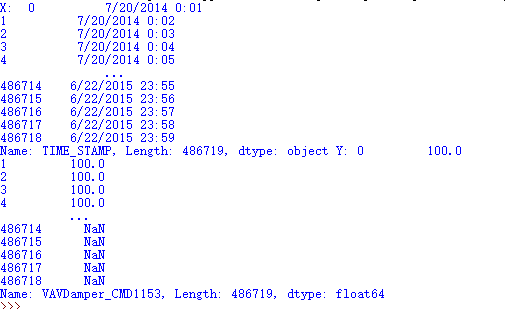 X:  0         7/20/2014 0:01
1         7/20/2014 0:02
2         7/20/2014 0:03
3         7/20/2014 0:04
4         7/20/2014 0:05
...
486714    6/22/2015 23:55
486715    6/22/2015 23:56
486716    6/22/2015 23:57
486717    6/22/2015 23:58
486718    6/22/2015 23:59
Name: TIME_STAMP, Length: 486719, dtype: object Y: 0         100.0
1         100.0
2         100.0
3         100.0
4         100.0
...
486714      NaN
486715      NaN
486716      NaN
486717      NaN
486718      NaN
Name: VAVDamper_CMD1153, Length: 486719, dtype: float64
>>>